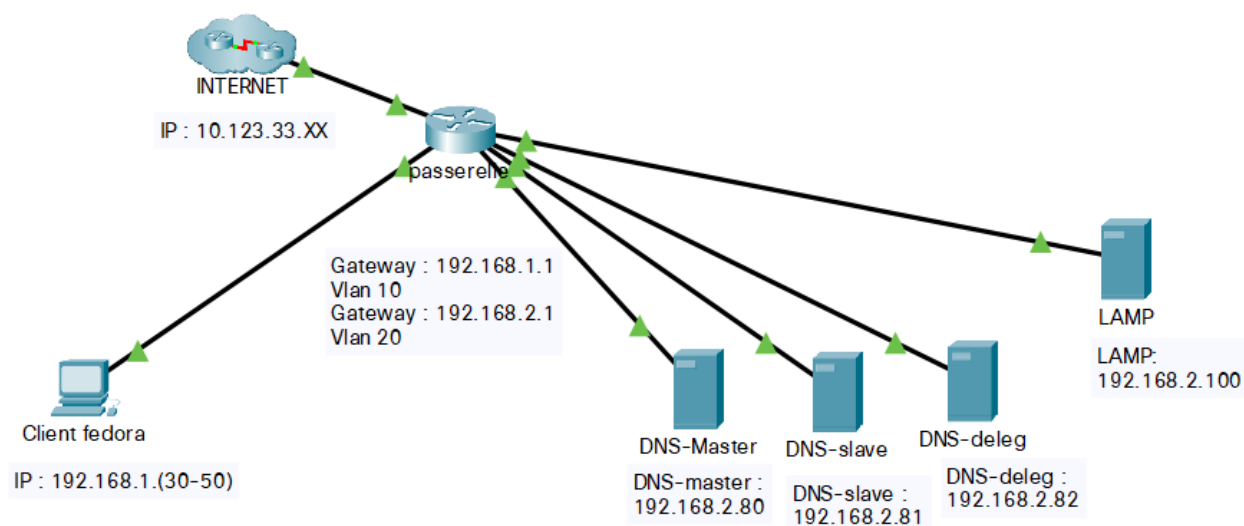 INTERNET
IP : 10.123.33.XX
passerelle
Gateway : 192.168.1.1
Vlan 10
Gateway : 192.168.2.1
Vlan 20
Client fedora
IP : 192.168.1.(30-50)
DNS-Master
DNS-master :
192.168.2.80
DNS-slave
DNS-slave :
192.168.2.81
DNS-deleg
DNS-deleg :
192.168.2.82
LAMP
LAMP:
192.168.2.100